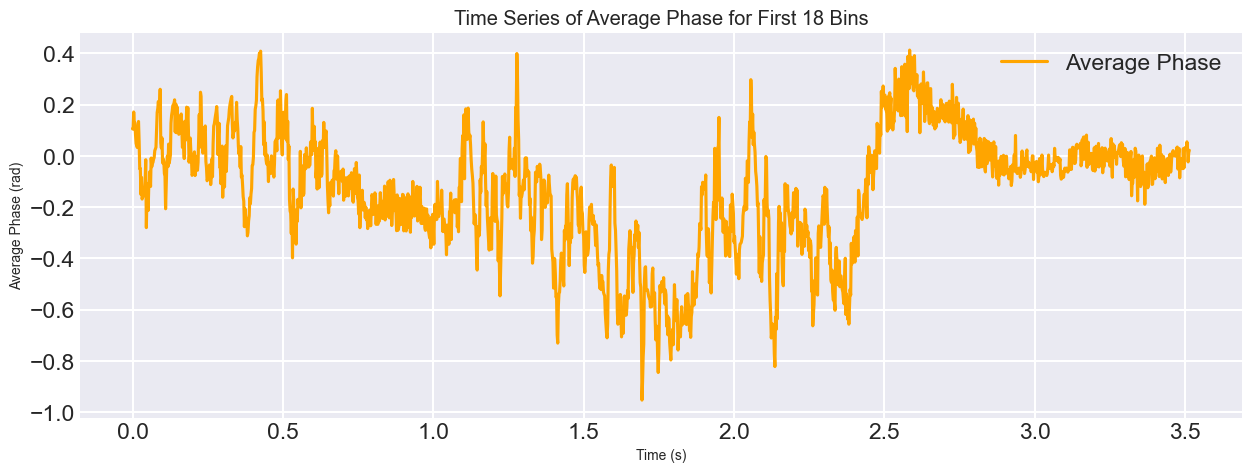 Time Series of Average Phase for First 18 Bins
Average Phase
Average Phase (rad)
0.4
0.2
0.0
−0.2
−0.4
−0.6
−0.8
−1.0
0.0 0.5 1.0 1.5 2.0 2.5 3.0 3.5
Time (s)